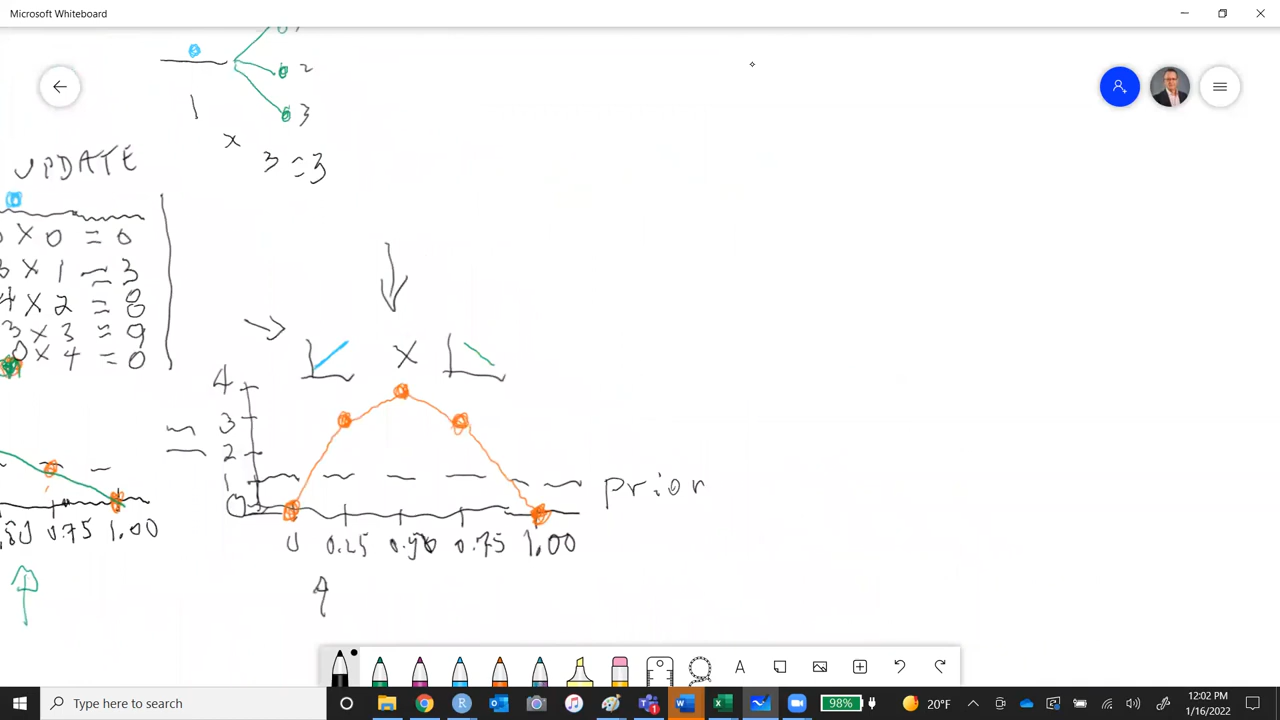 Microsoft Whiteboard
2
3
1
x
3 = 3
UPDATE
X 0 = 0
3 X 1 = 3
4 X 2 = 8
3 X 3 = 9
0 X 4 = 0
X
4
3
= 2
1
0
Prior
0.75 1.00
0 0.25 0.50 0.75 1.00
A
Type here to search
98%
20°F
12:02 PM
1/16/2022